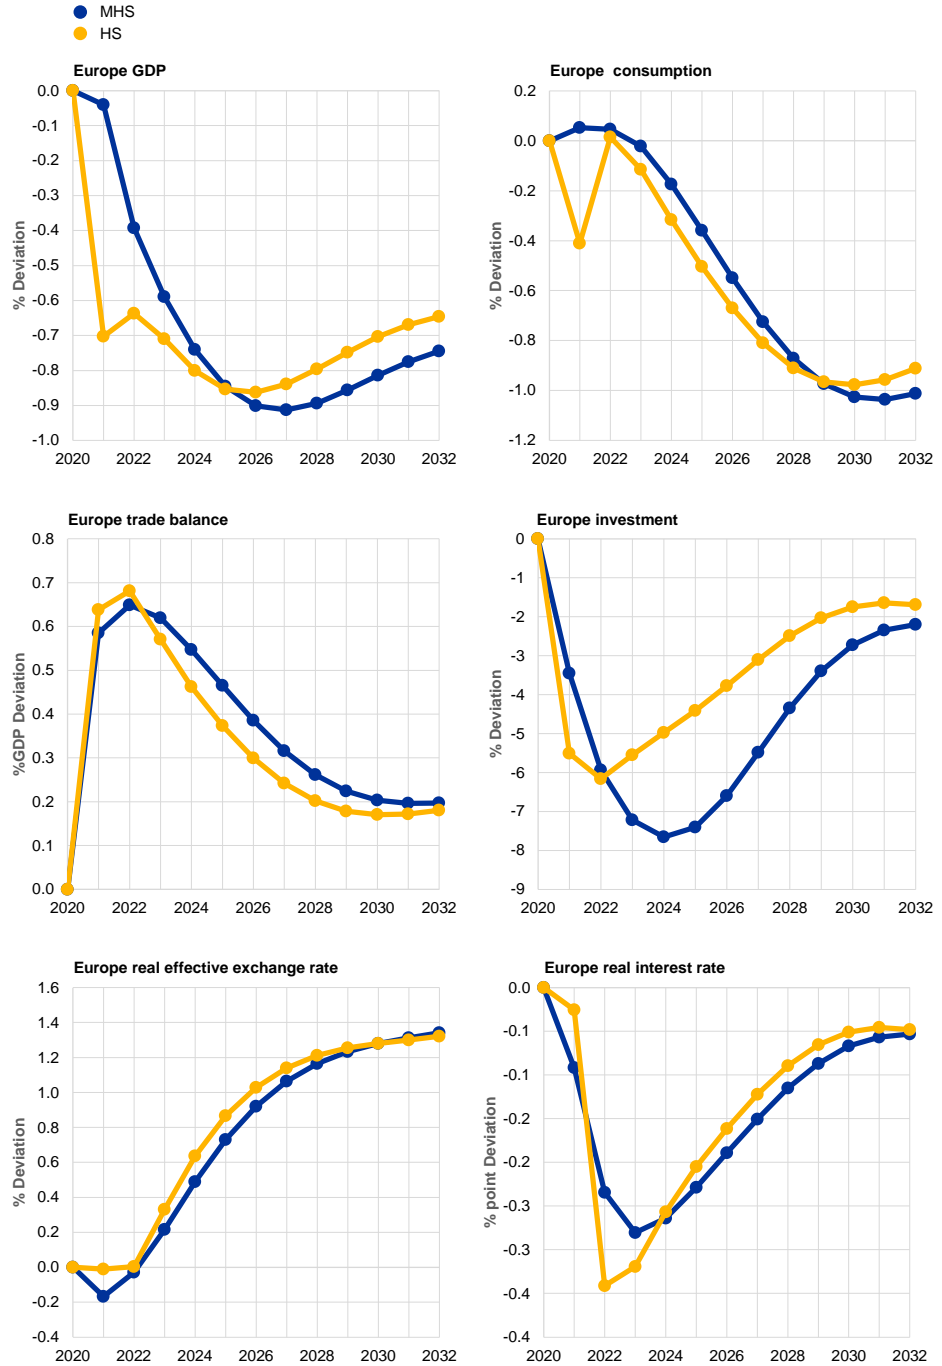 MHS
HS
Europe GDP
% Deviation
0.0
-0.1
-0.2
-0.3
-0.4
-0.5
-0.6
-0.7
-0.8
-0.9
-1.0
2020 2022 2024 2026 2028 2030 2032
Europe consumption
% Deviation
0.2
0.0
-0.2
-0.4
-0.6
-0.8
-1.0
-1.2
2020 2022 2024 2026 2028 2030 2032
Europe trade balance
%GDP Deviation
0.8
0.7
0.6
0.5
0.4
0.3
0.2
0.1
0.0
2020 2022 2024 2026 2028 2030 2032
Europe investment
% Deviation
0
-1
-2
-3
-4
-5
-6
-7
-8
-9
2020 2022 2024 2026 2028 2030 2032
Europe real effective exchange rate
% Deviation
1.6
1.4
1.2
1.0
0.8
0.6
0.4
0.2
0.0
-0.2
-0.4
2020 2022 2024 2026 2028 2030 2032
Europe real interest rate
% point Deviation
0.0
-0.1
-0.1
-0.2
-0.2
-0.3
-0.3
-0.4
-0.4
2020 2022 2024 2026 2028 2030 2032